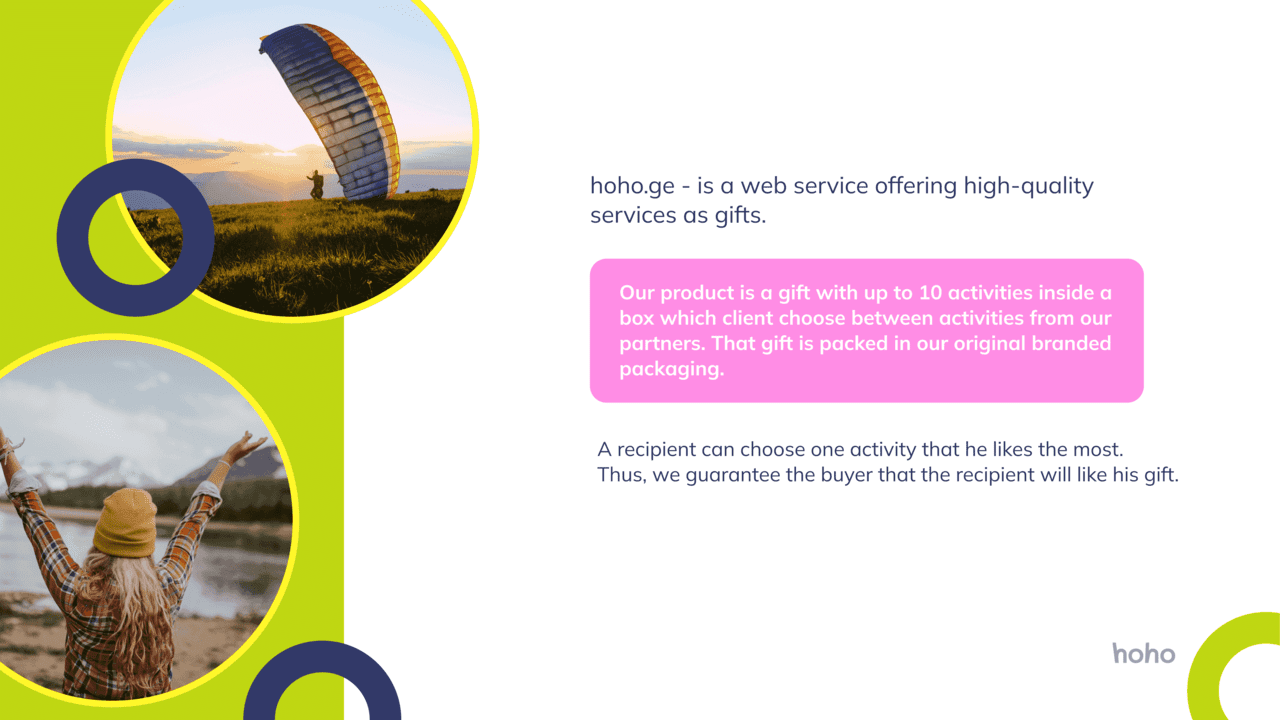 hoho.ge - is a web service offering high-quality
services as gifts.
Our product is a gift with up to 10 activities inside a
box which client choose between activities from our
partners. That gift is packed in our original branded
packaging.
A recipient can choose one activity that he likes the most.
Thus, we guarantee the buyer that the recipient will like his gift.
hoho